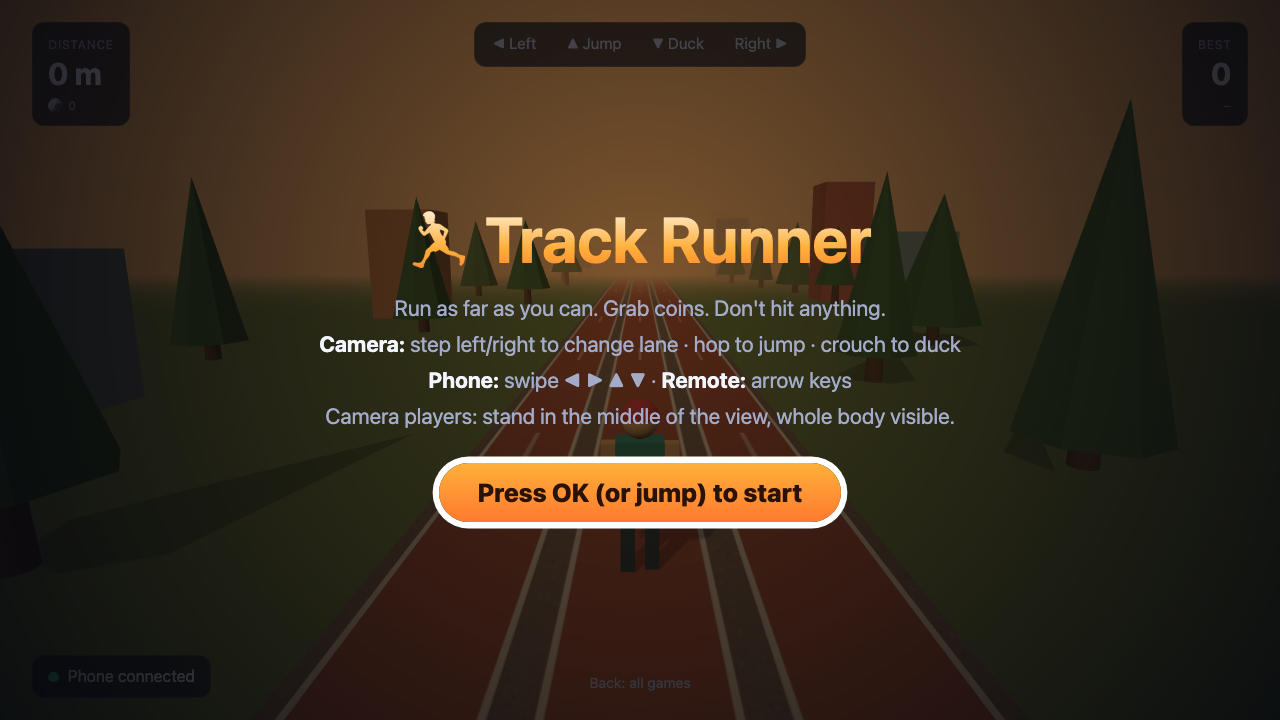 DISTANCE
0 m
0
◀ Left ▲ Jump ▼ Duck Right ▶
BEST
0
–
Track Runner
Run as far as you can. Grab coins. Don't hit anything.
Camera: step left/right to change lane · hop to jump · crouch to duck
Phone: swipe ◀ ▶ ▲ ▼ · Remote: arrow keys
Camera players: stand in the middle of the view, whole body visible.
Press OK (or jump) to start
Phone connected
Back: all games